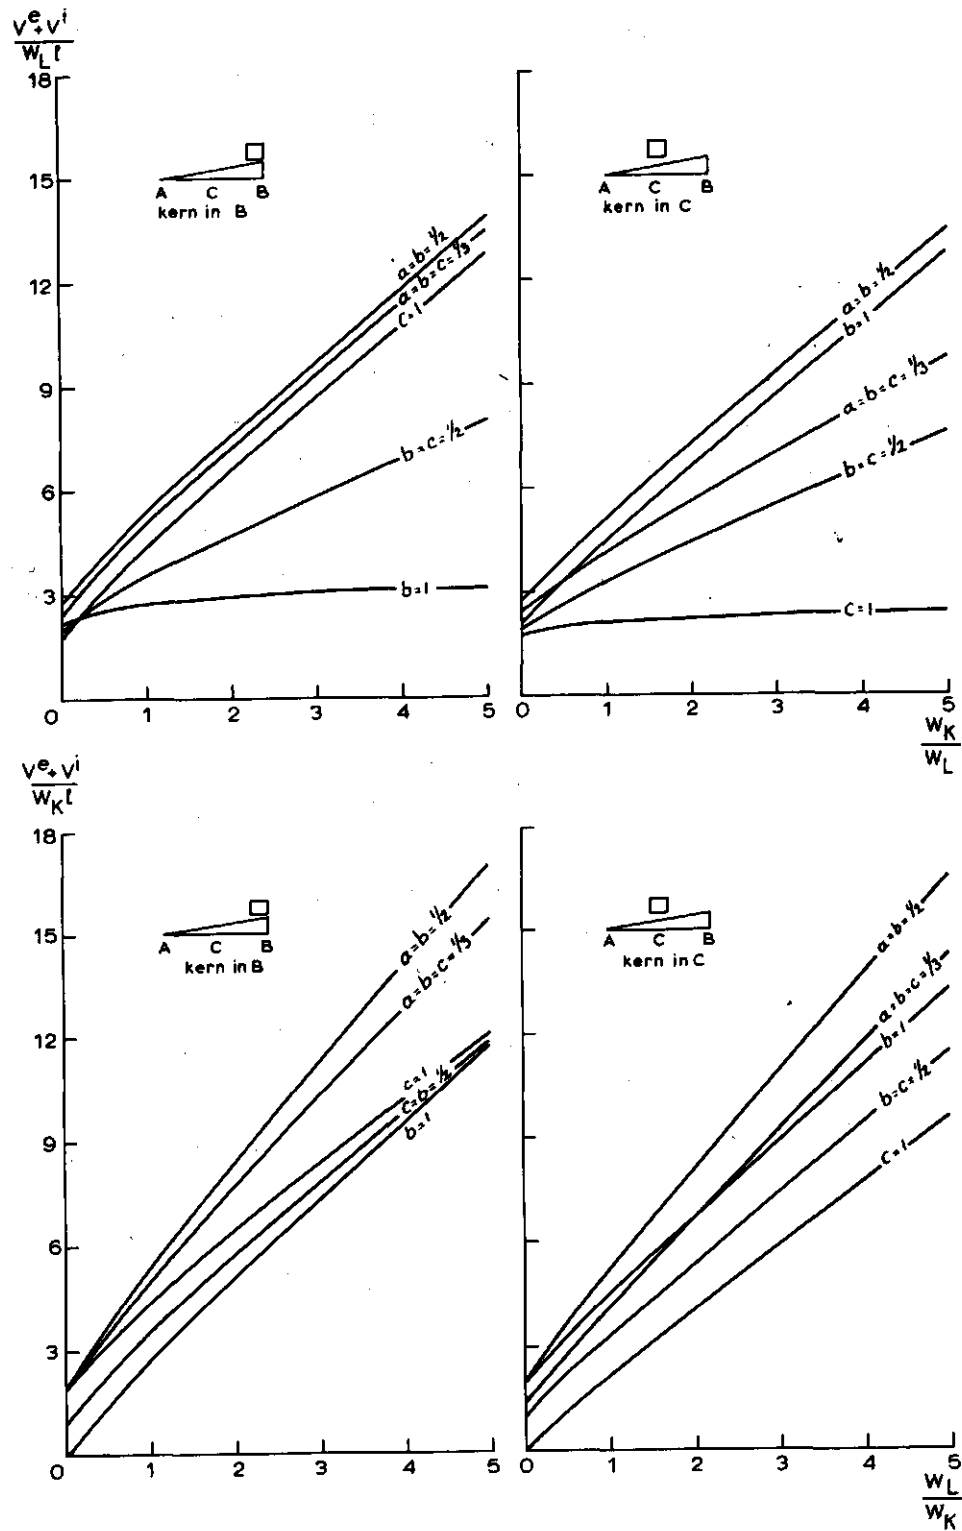 V^e + V^i
W_L l
18
15
12
9
6
3
0
1
2
3
4
5
A C B
kern in B
a=b=1/2
a=b=c=1/3
c=1
b=c=1/2
b=1
A C B
kern in C
a=b=1/2
b=1
a=b=c=1/3
b=c=1/2
c=1
0
1
2
3
4
5
W_K
W_L
V^e + V^i
W_K l
18
15
12
9
6
3
0
1
2
3
4
5
A C B
kern in B
a=b=1/2
a=b=c=1/3
c=1
c=b=1/2
b=1
A C B
kern in C
a=b=1/2
a=b=c=1/3
b=1
b=c=1/2
c=1
0
1
2
3
4
5
W_L
W_K